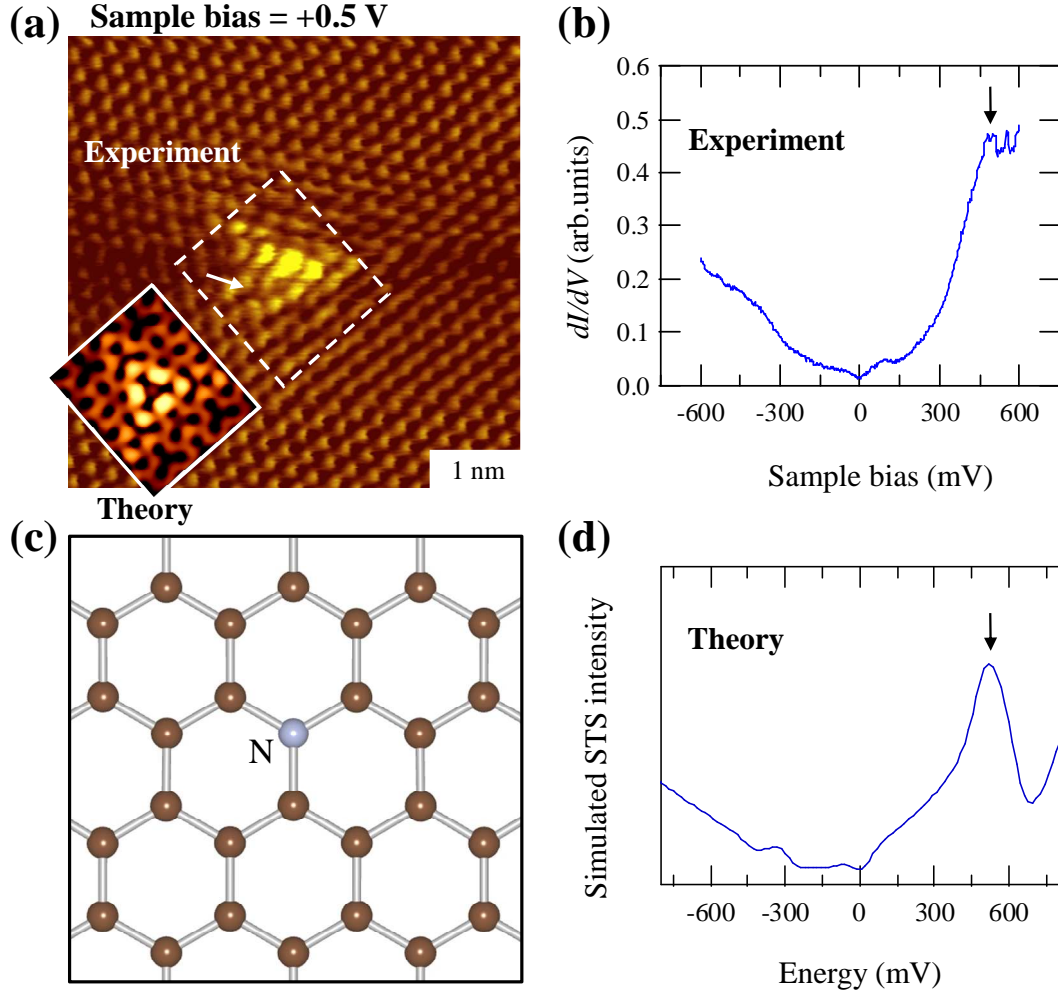 (a) Sample bias = +0.5 V
Experiment
1 nm
Theory
(b)
0.6
0.5
0.4
0.3
0.2
0.1
0.0
dI/dV (arb.units)
Experiment
-600 -300 0 300 600
Sample bias (mV)
(c)
N
(d)
Simulated STS intensity
Theory
-600 -300 0 300 600
Energy (mV)